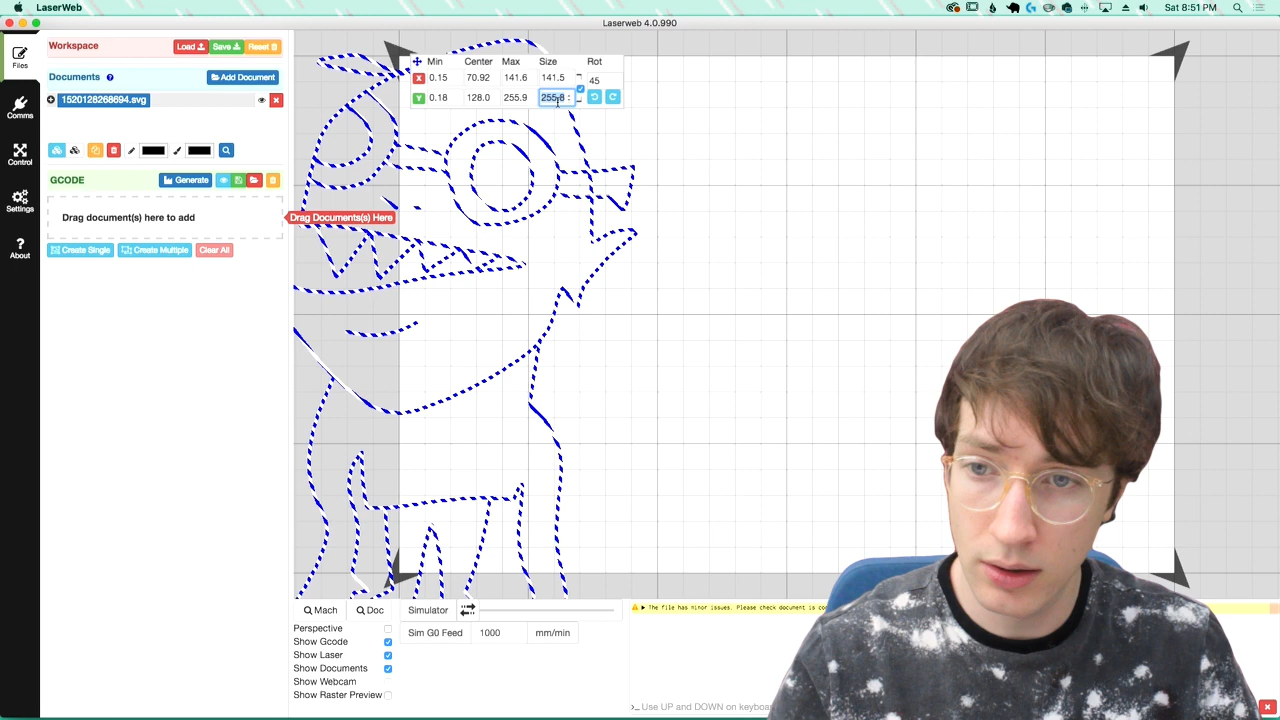 LaserWeb
Sat 8:51 PM
Laserweb 4.0.990
Files
Comms
Control
Settings
?
About
Workspace
Load
Save
Reset
Documents
Add Document
1520128268694.svg
GCODE
Generate
Drag document(s) here to add
Drag Documents(s) Here
Create Single
Create Multiple
Clear All
Min Center Max Size Rot
X 0.15 70.92 141.6 141.5 45
Y 0.18 128.0 255.9 255.8
Mach
Doc
Simulator
Perspective
Show Gcode
Show Laser
Show Documents
Show Webcam
Show Raster Preview
Sim G0 Feed 1000 mm/min
The file has minor issues. Please check document is
>_ Use UP and DOWN on